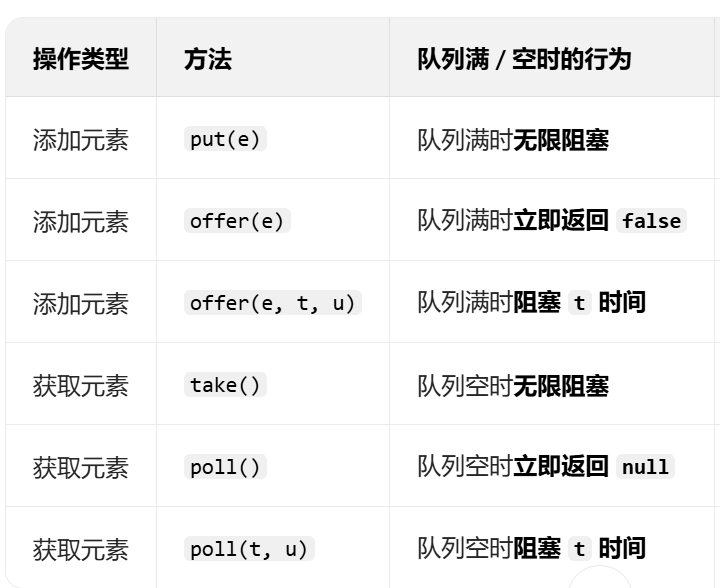 操作类型 方法 队列满 / 空时的行为
添加元素 put(e) 队列满时无限阻塞
添加元素 offer(e) 队列满时立即返回 false
添加元素 offer(e, t, u) 队列满时阻塞 t 时间
获取元素 take() 队列空时无限阻塞
获取元素 poll() 队列空时立即返回 null
获取元素 poll(t, u) 队列空时阻塞 t 时间